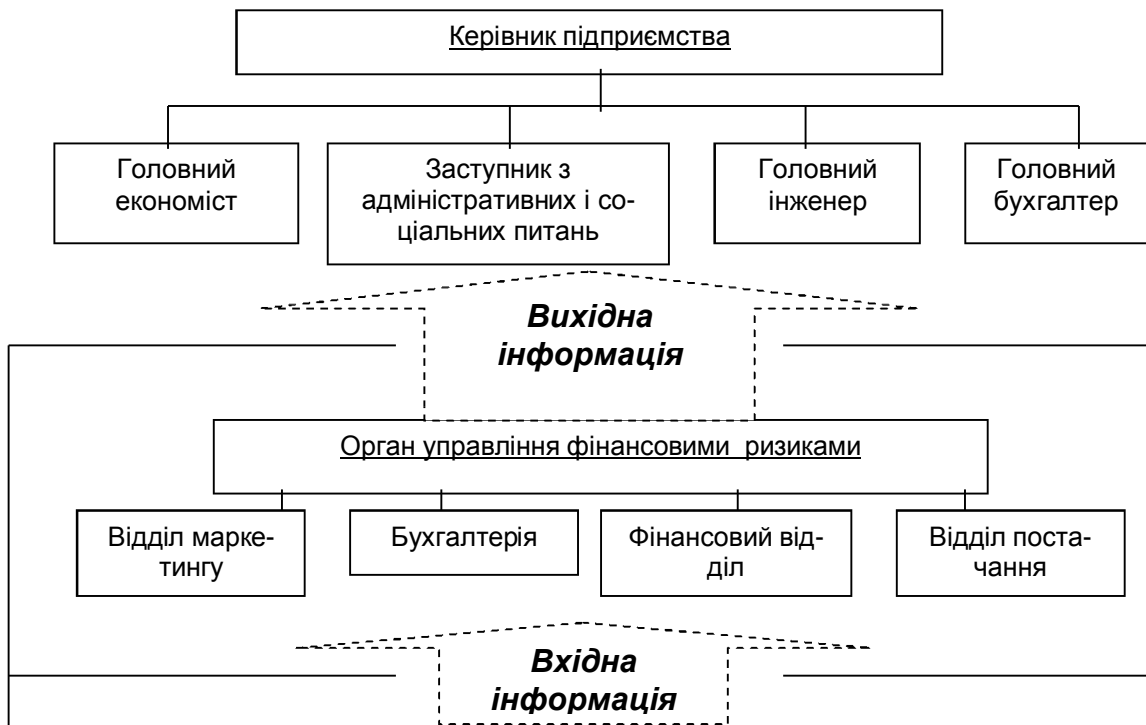 Керівник підприємства
Головний
економіст
Заступник з
адміністративних і со-
ціальних питань
Головний
інженер
Головний
бухгалтер
Вихідна
інформація
Орган управління фінансовими ризиками
Відділ марке-
тингу
Бухгалтерія
Фінансовий від-
діл
Відділ поста-
чання
Вхідна
інформація